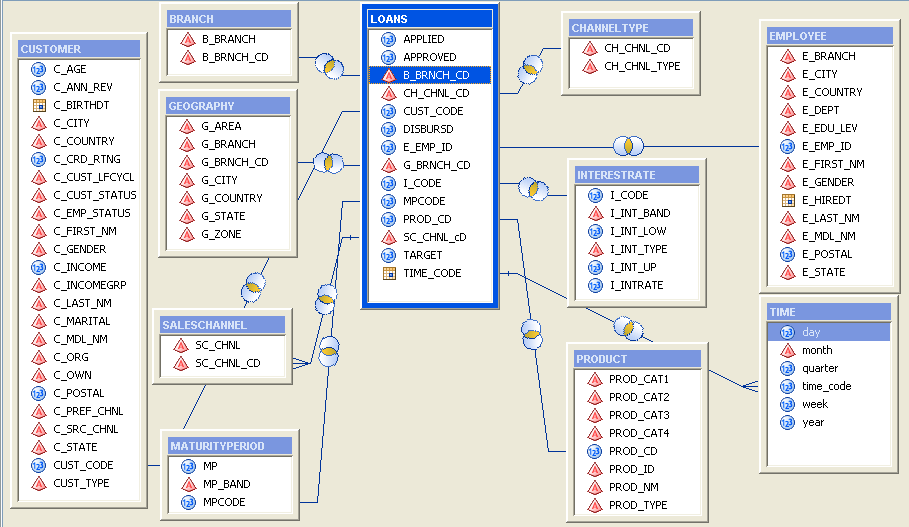 CUSTOMER
C_AGE
C_ANN_REV
C_BIRTHDT
C_CITY
C_COUNTRY
C_CRD_RTNG
C_CUST_LFCYCL
C_CUST_STATUS
C_EMP_STATUS
C_FIRST_NM
C_GENDER
C_INCOME
C_INCOMEGRP
C_LAST_NM
C_MARITAL
C_MDL_NM
C_ORG
C_OWN
C_POSTAL
C_PREF_CHNL
C_SRC_CHNL
C_STATE
CUST_CODE
CUST_TYPE
BRANCH
B_BRANCH
B_BRNCH_CD
GEOGRAPHY
G_AREA
G_BRANCH
G_BRNCH_CD
G_CITY
G_COUNTRY
G_STATE
G_ZONE
SALESCHANNEL
SC_CHNL
SC_CHNL_CD
MATURITYPERIOD
MP
MP_BAND
MPCODE
LOANS
APPLIED
APPROVED
B_BRNCH_CD
CH_CHNL_CD
CUST_CODE
DISBURSD
E_EMP_ID
G_BRNCH_CD
I_CODE
MPCODE
PROD_CD
SC_CHNL_cD
TARGET
TIME_CODE
CHANNELTYPE
CH_CHNL_CD
CH_CHNL_TYPE
INTERESTRATE
I_CODE
I_INT_BAND
I_INT_LOW
I_INT_TYPE
I_INT_UP
I_INTRATE
PRODUCT
PROD_CAT1
PROD_CAT2
PROD_CAT3
PROD_CAT4
PROD_CD
PROD_ID
PROD_NM
PROD_TYPE
EMPLOYEE
E_BRANCH
E_CITY
E_COUNTRY
E_DEPT
E_EDU_LEV
E_EMP_ID
E_FIRST_NM
E_GENDER
E_HIREDT
E_LAST_NM
E_MDL_NM
E_POSTAL
E_STATE
TIME
day
month
quarter
time_code
week
year